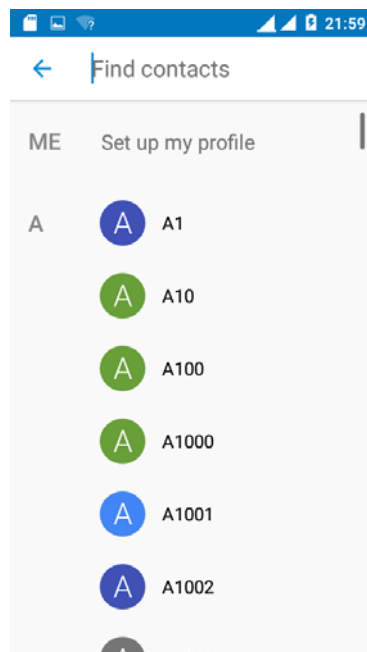 21:59
Find contacts
ME Set up my profile
A A A1
A A10
A A100
A A1000
A A1001
A A1002